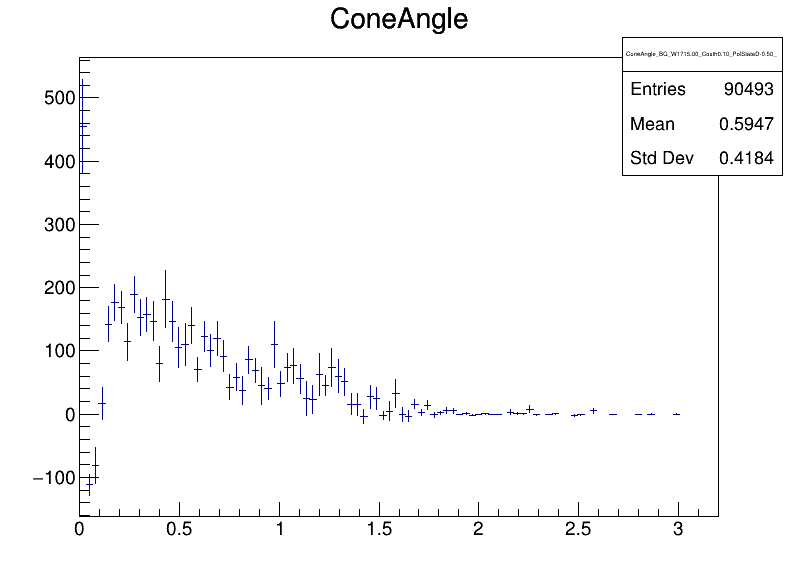 ConeAngle
ConeAngle_BG_W1715.00_Costh0.10_PolStateD-0.50_
Entries 90493
Mean 0.5947
Std Dev 0.4184
500
400
300
200
100
0
−100
0 0.5 1 1.5 2 2.5 3